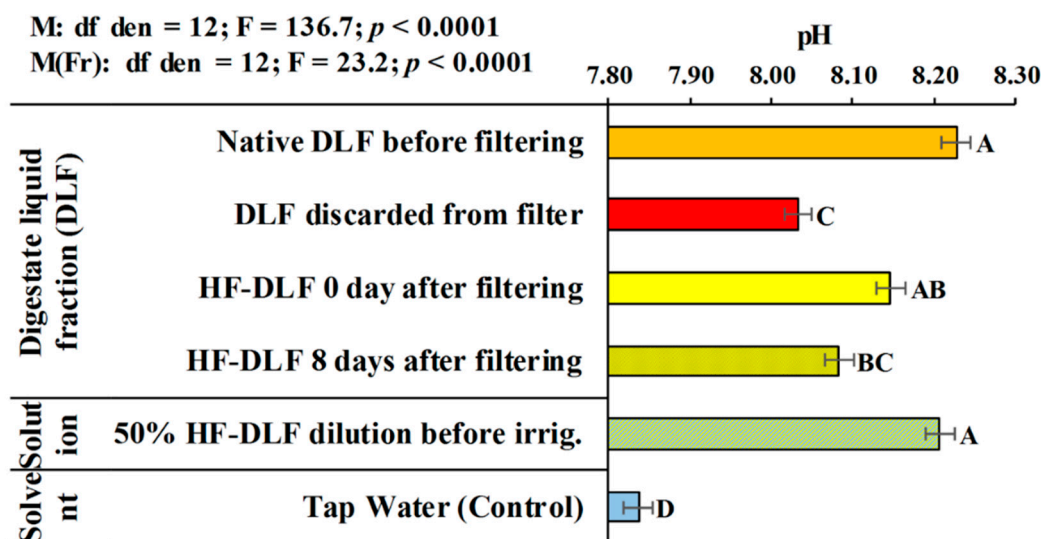 M: df den = 12; F = 136.7; p < 0.0001
M(Fr): df den = 12; F = 23.2; p < 0.0001
pH
7.80 7.90 8.00 8.10 8.20 8.30
Digestate liquid
fraction (DLF)
Native DLF before filtering
A
DLF discarded from filter
C
HF-DLF 0 day after filtering
AB
HF-DLF 8 days after filtering
BC
Solut
ion
50% HF-DLF dilution before irrig.
A
Solve
nt
Tap Water (Control)
D